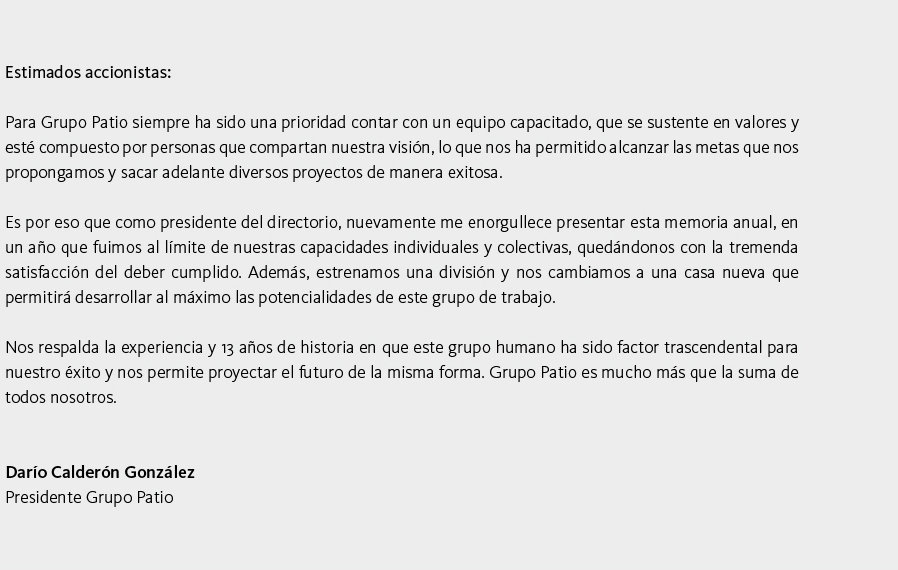 Estimados accionistas:
Para Grupo Patio siempre ha sido una prioridad contar con un equipo capacitado, que se sustente en valores y
esté compuesto por personas que compartan nuestra visión, lo que nos ha permitido alcanzar las metas que nos
propongamos y sacar adelante diversos proyectos de manera exitosa.
Es por eso que como presidente del directorio, nuevamente me enorgullece presentar esta memoria anual, en
un año que fuimos al límite de nuestras capacidades individuales y colectivas, quedándonos con la tremenda
satisfacción del deber cumplido. Además, estrenamos una división y nos cambiamos a una casa nueva que
permitirá desarrollar al máximo las potencialidades de este grupo de trabajo.
Nos respalda la experiencia y 13 años de historia en que este grupo humano ha sido factor trascendental para
nuestro éxito y nos permite proyectar el futuro de la misma forma. Grupo Patio es mucho más que la suma de
todos nosotros.
Darío Calderón González
Presidente Grupo Patio